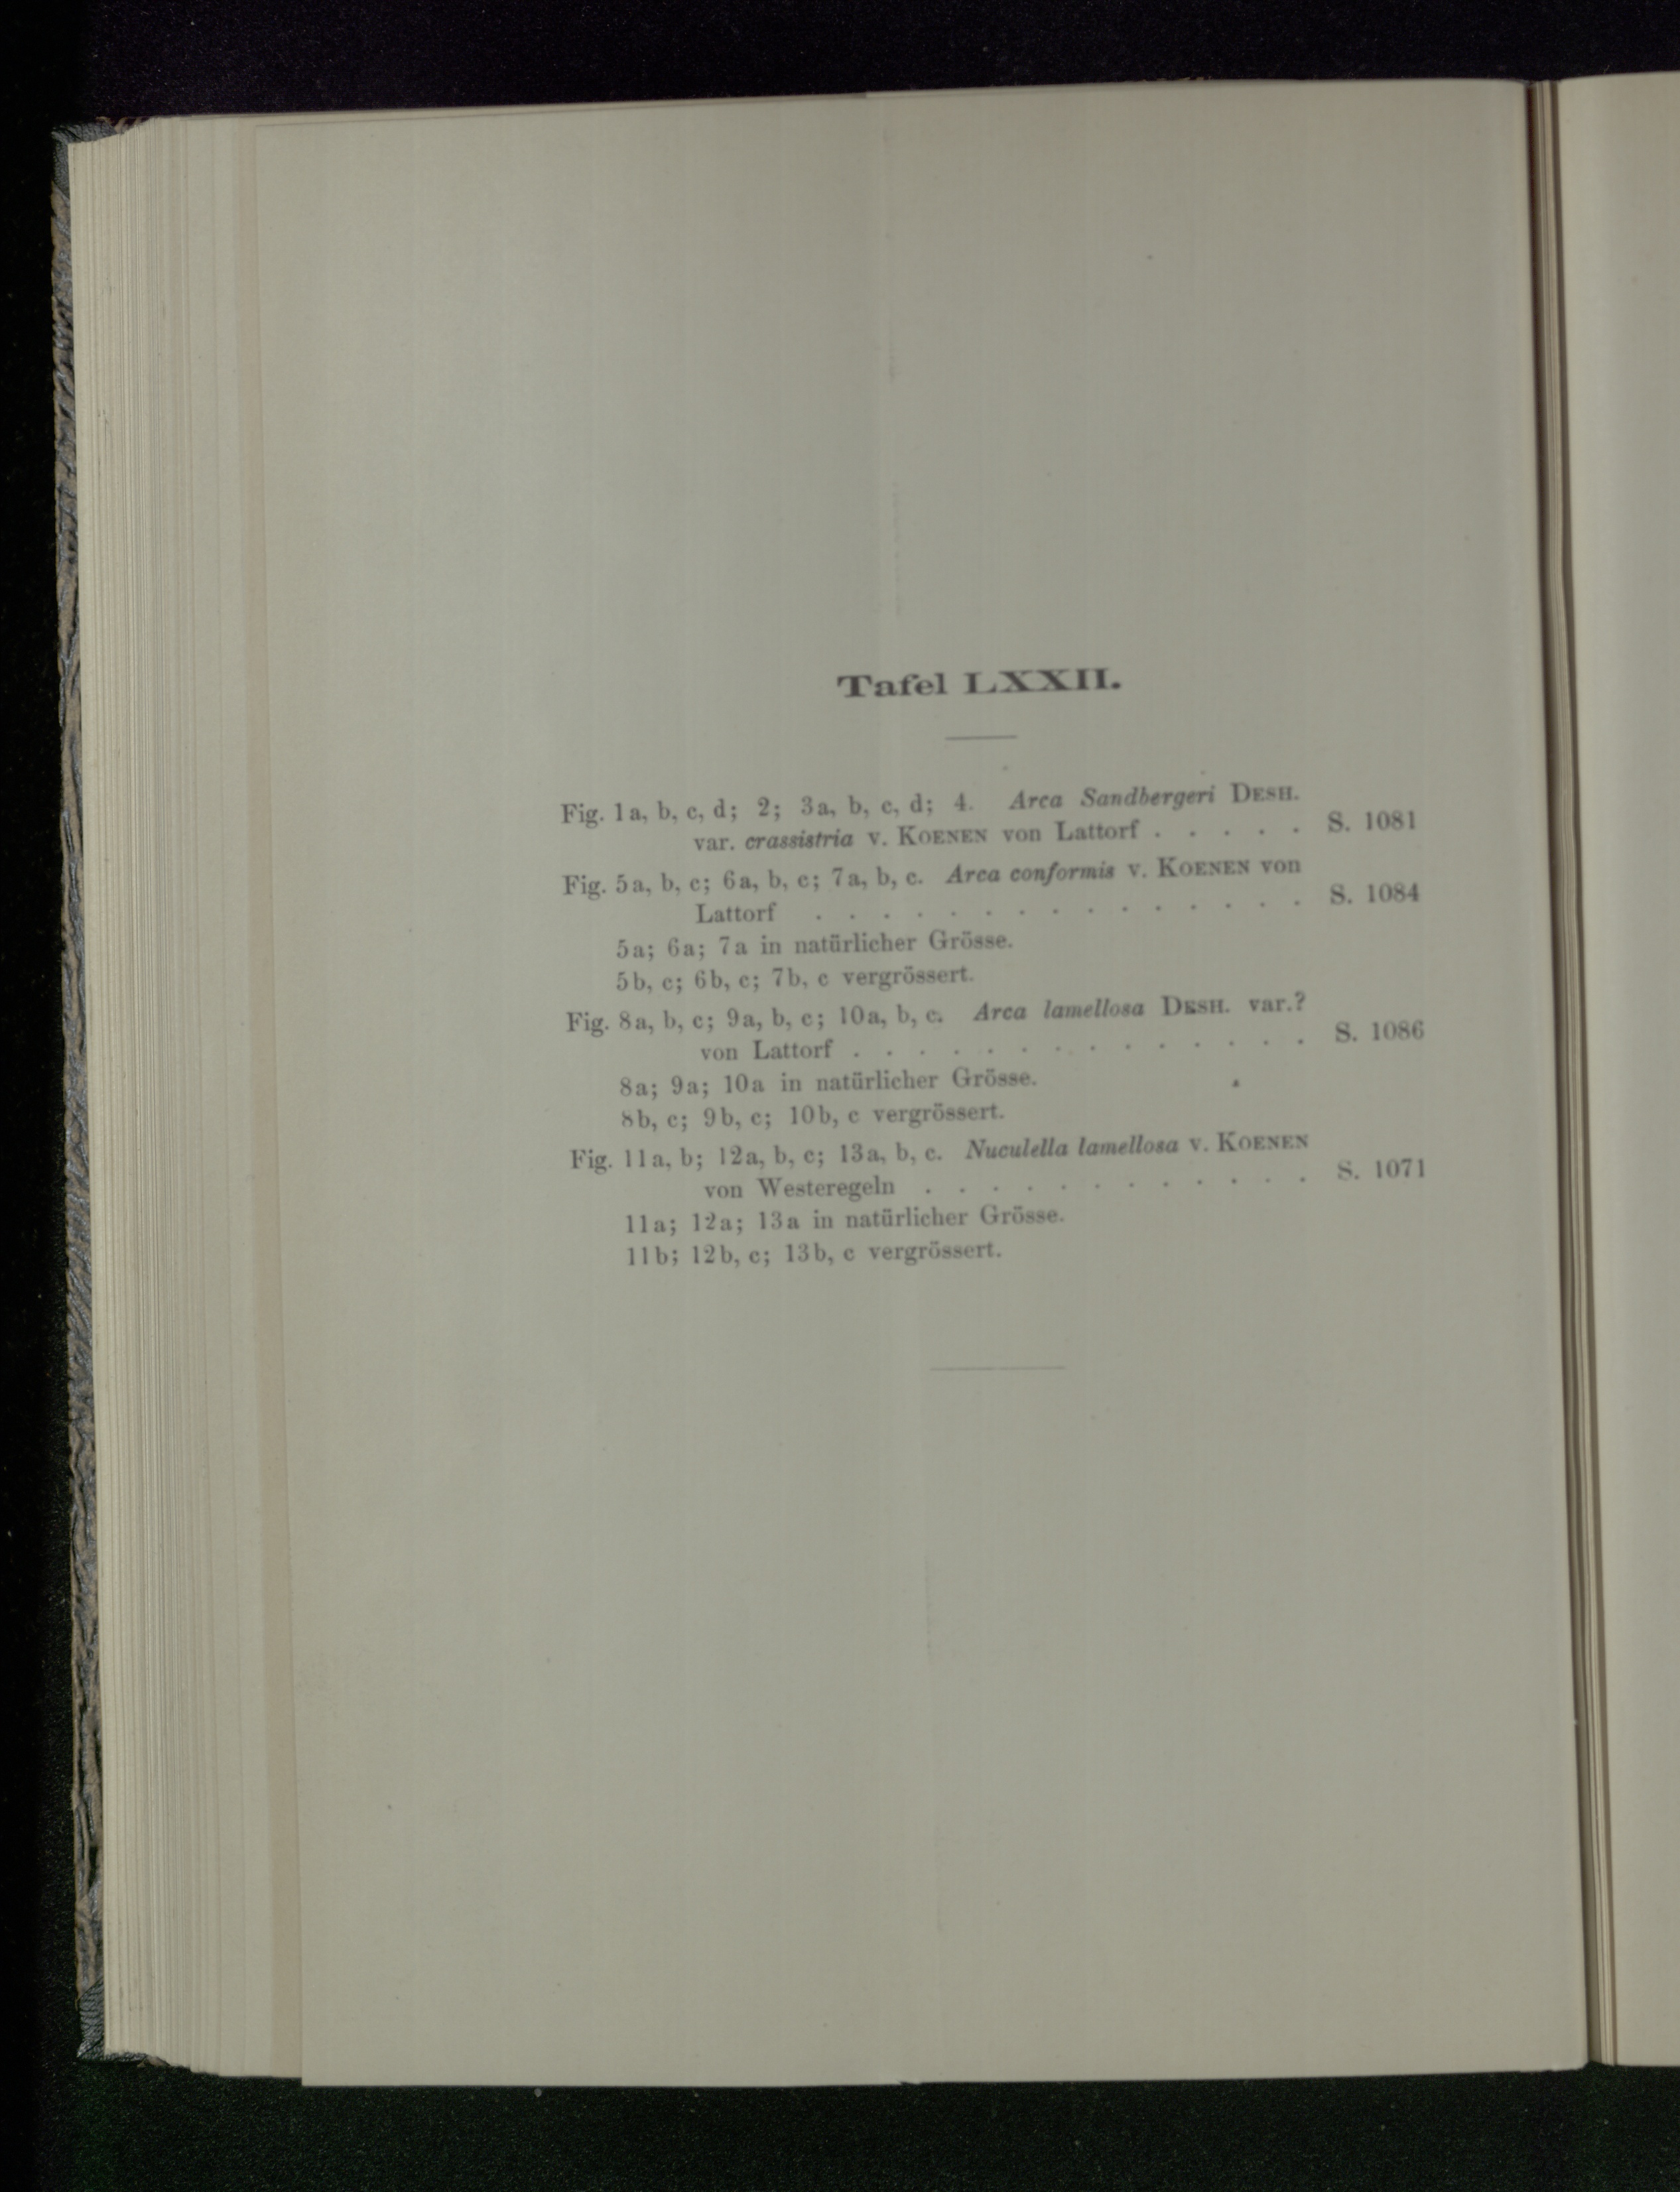 Tafel LXXII.
Fig. 1a, b, c, d; 2; 3a, b, c, d; 4. Arca Sandbergeri DESH.
var. crassistria v. KOENEN von Lattorf . . . . . S. 1081
Fig. 5a, b, c; 6a, b, c; 7a, b, c. Arca conformis v. KOENEN von
Lattorf . . . . . . . . . . . . . . . S. 1084
5a; 6a; 7a in natürlicher Grösse.
5b, c; 6b, c; 7b, c vergrössert.
Fig. 8a, b, c; 9a, b, c; 10a, b, c. Arca lamellosa DESH. var.?
von Lattorf . . . . . . . . . . . . . . S. 1086
8a; 9a; 10a in natürlicher Grösse.
8b, c; 9b, c; 10b, c vergrössert.
Fig. 11a, b; 12a, b, c; 13a, b, c. Nuculella lamellosa v. KOENEN
von Westeregeln . . . . . . . . . . . . S. 1071
11a; 12a; 13a in natürlicher Grösse.
11b; 12b, c; 13b, c vergrössert.